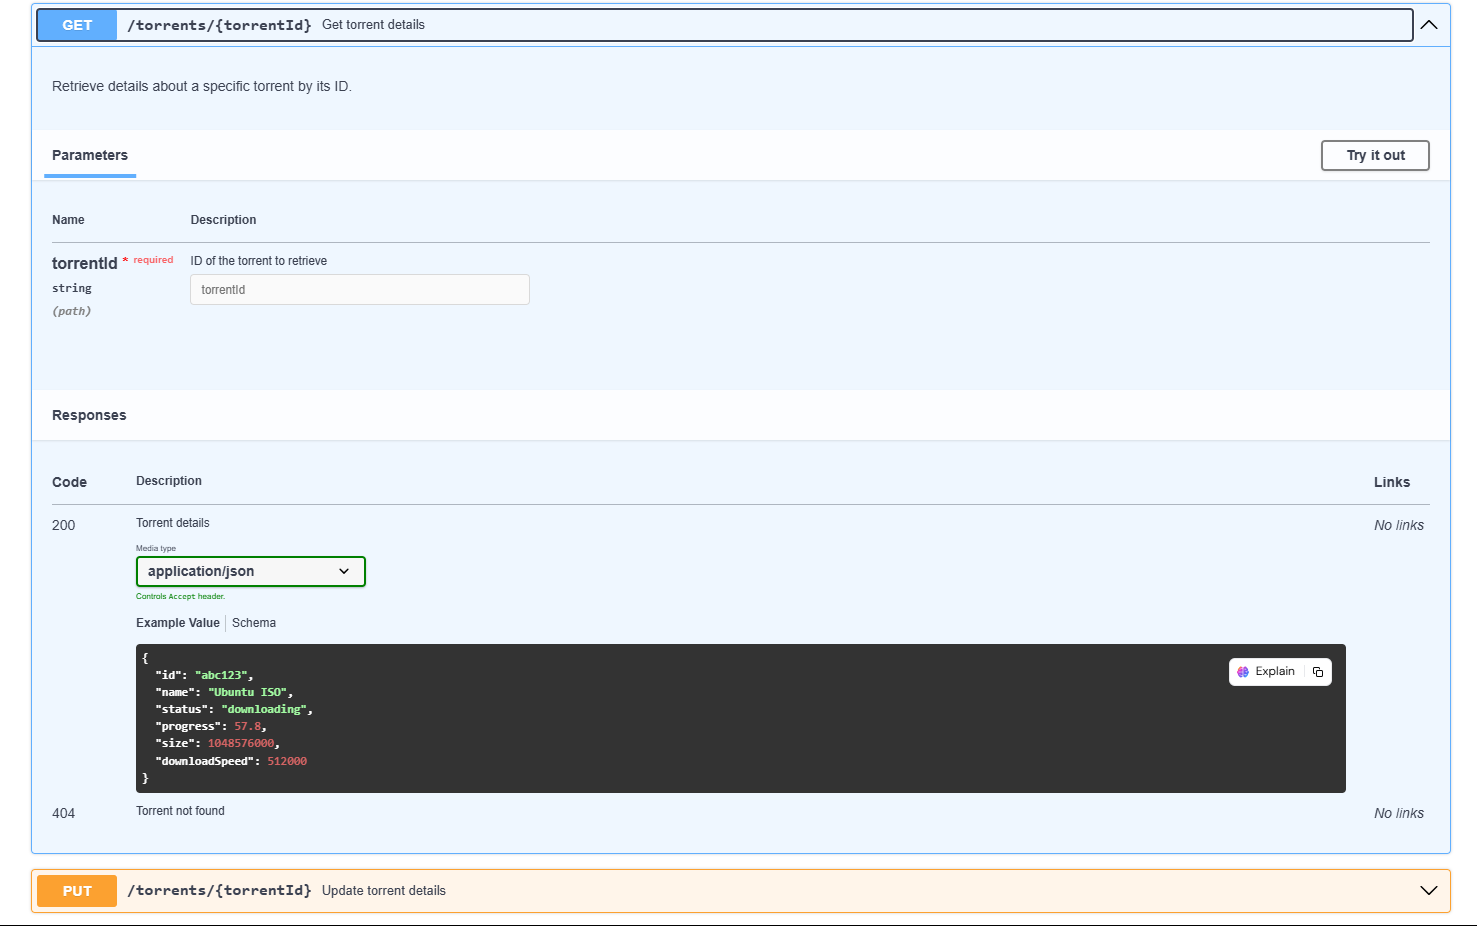 GET /torrents/{torrentId} Get torrent details
Retrieve details about a specific torrent by its ID.
Parameters
Try it out
Name Description
torrentId * required
string
(path)
ID of the torrent to retrieve
torrentId
Responses
Code Description Links
200 Torrent details No links
Media type
application/json
Controls Accept header.
Example Value Schema
{
"id": "abc123",
"name": "Ubuntu ISO",
"status": "downloading",
"progress": 57.8,
"size": 1048576000,
"downloadSpeed": 512000
}
Explain
404 Torrent not found No links
PUT /torrents/{torrentId} Update torrent details